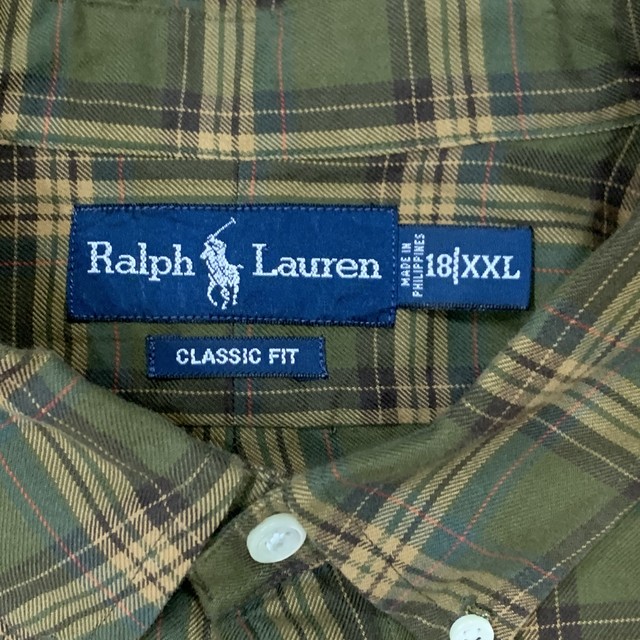 Ralph Lauren
MADE IN
PHILIPPINES
18/XXL
CLASSIC FIT